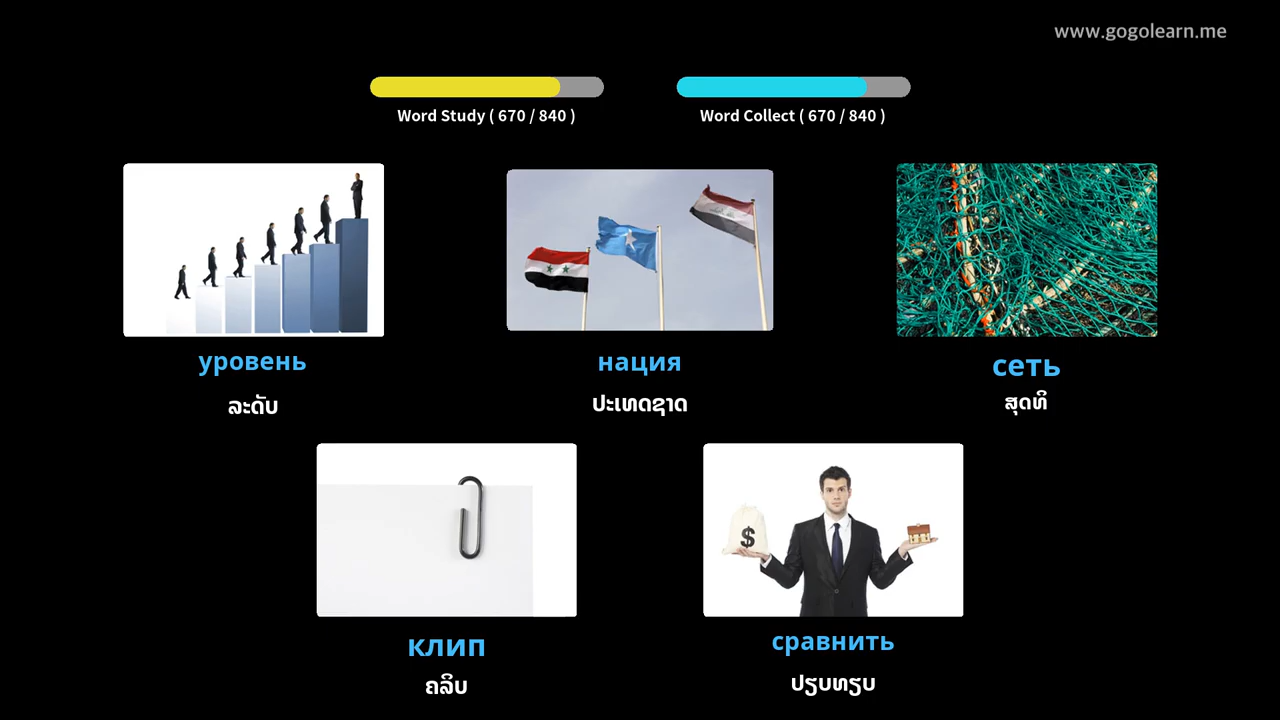 www.gogolearn.me
Word Study ( 670 / 840 )
Word Collect ( 670 / 840 )
уровень
нация
сеть
ລະດັບ
ປະເທດຊາດ
ສຸດທິ
$
клип
сравнить
ຄລິບ
ປຽບທຽບ